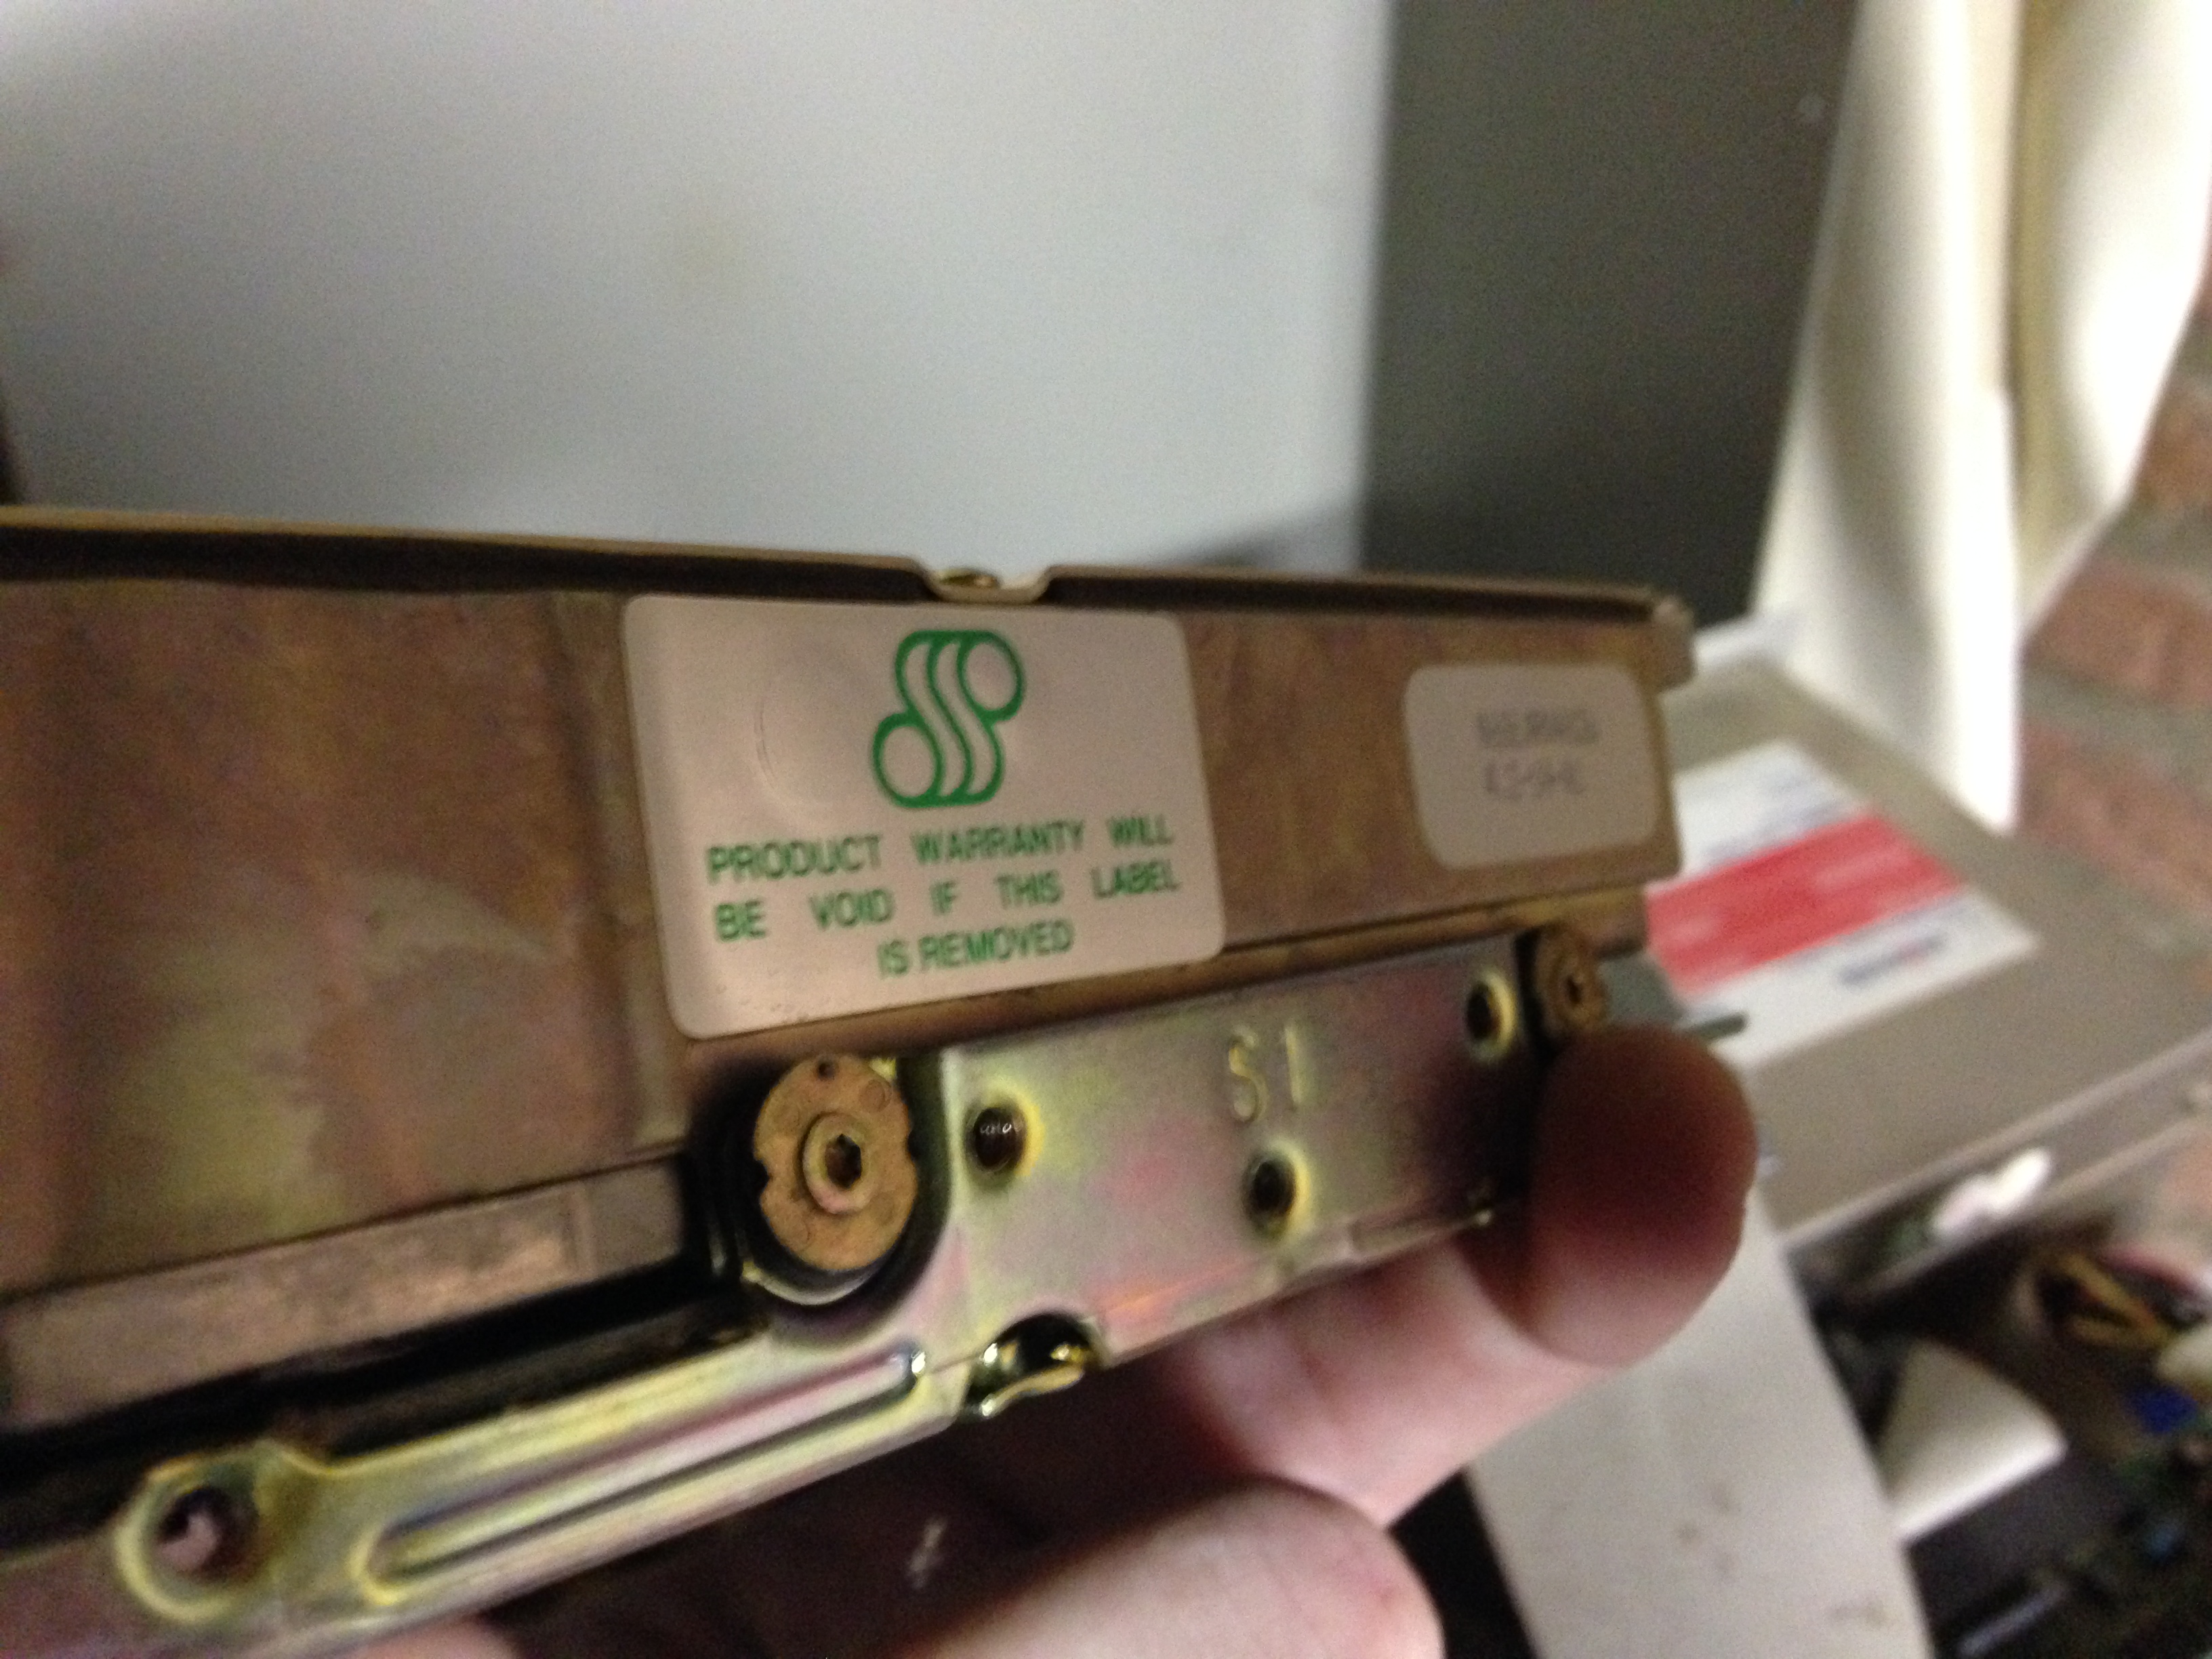 PRODUCT WARRANTY WILL
BE VOID IF THIS LABEL
IS REMOVED
S1